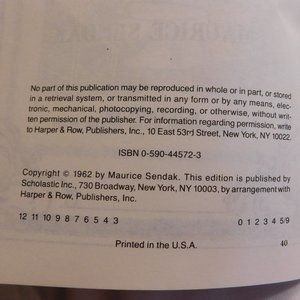 No part of this publication may be reproduced in whole or in part, or stored
in a retrieval system, or transmitted in any form or by any means, elec-
tronic, mechanical, photocopying, recording, or otherwise, without writ-
ten permission of the publisher. For information regarding permission, write
to Harper & Row, Publishers, Inc., 10 East 53rd Street, New York, NY 10022.
ISBN 0-590-44572-3
Copyright © 1962 by Maurice Sendak. This edition is published by
Scholastic Inc., 730 Broadway, New York, NY 10003, by arrangement with
Harper & Row, Publishers, Inc.
12 11 10 9 8 7 6 5 4 3 0 1 2 3 4 5/9
Printed in the U.S.A. 40